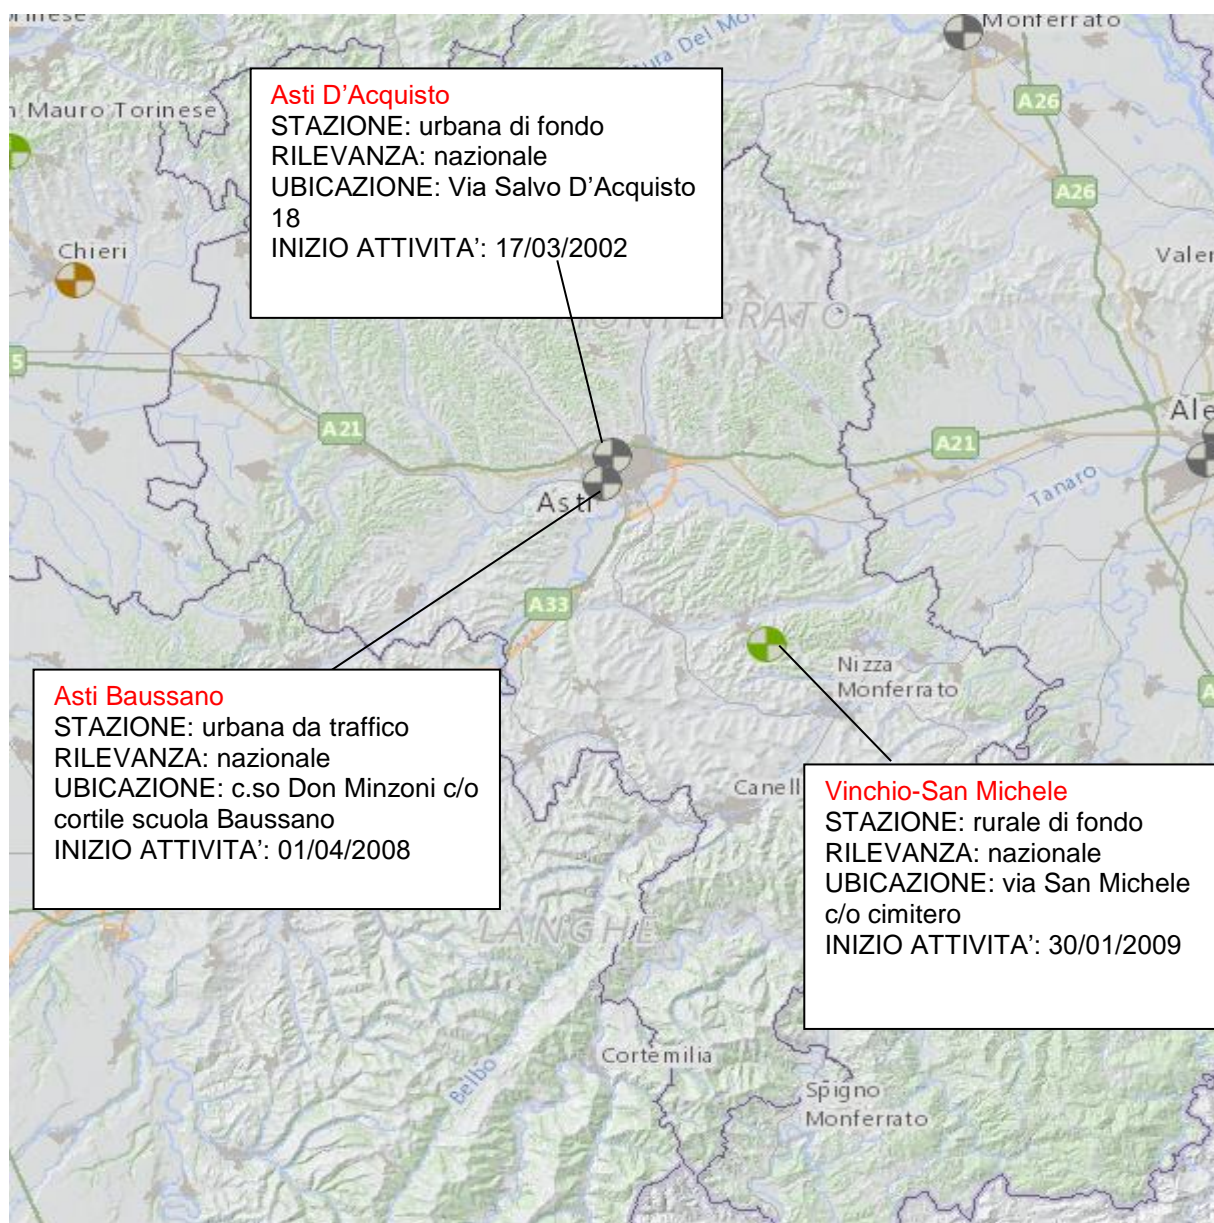 Monferrato
Mauro Torinese
A26
Asti D’Acquisto
STAZIONE: urbana di fondo
RILEVANZA: nazionale
UBICAZIONE: Via Salvo D’Acquisto
18
INIZIO ATTIVITA’: 17/03/2002
A26
Chieri
MONFERRATO
A21
A21
Asti
Tanaro
A33
Nizza
Monferrato
Asti Baussano
STAZIONE: urbana da traffico
RILEVANZA: nazionale
UBICAZIONE: c.so Don Minzoni c/o
cortile scuola Baussano
INIZIO ATTIVITA’: 01/04/2008
Canell
Vinchio-San Michele
STAZIONE: rurale di fondo
RILEVANZA: nazionale
UBICAZIONE: via San Michele
c/o cimitero
INIZIO ATTIVITA’: 30/01/2009
LANGHE
Cortemilia
Belbo
Spigno
Monferrato